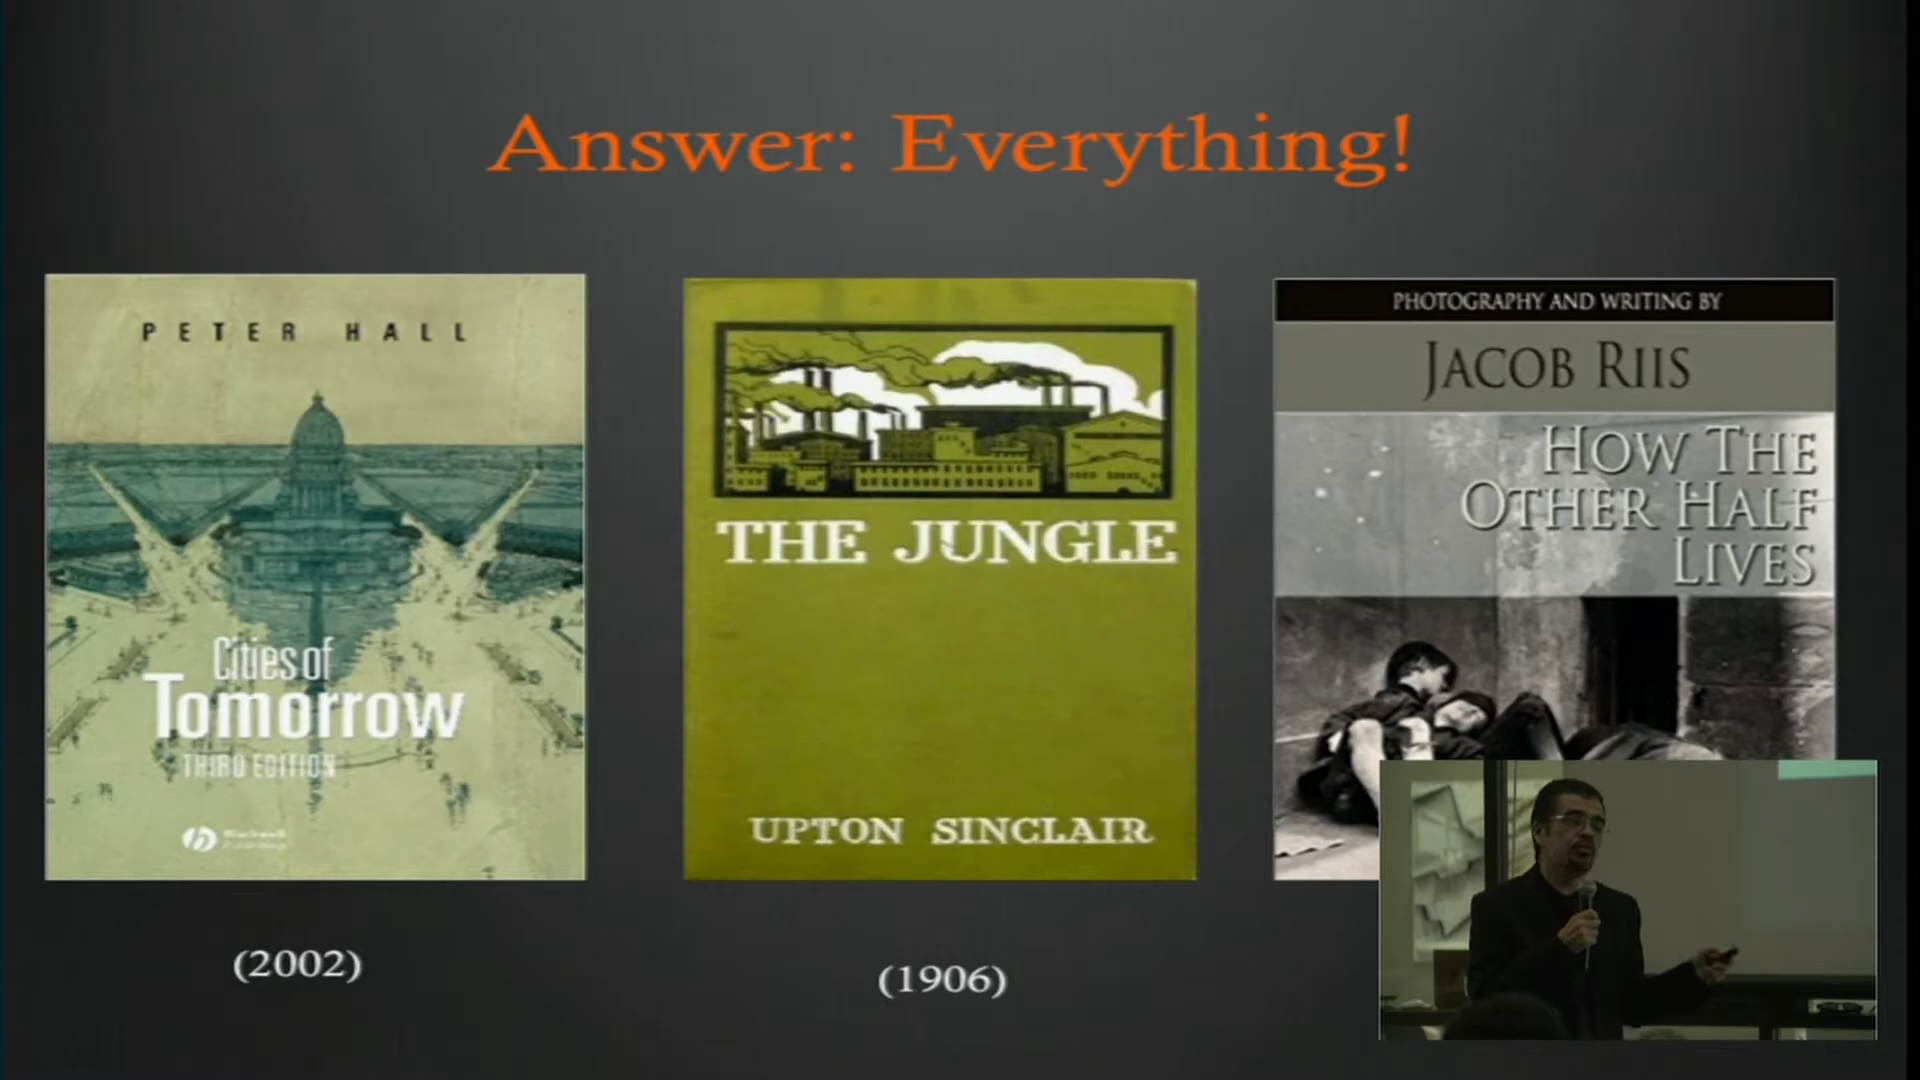 Answer: Everything!
PETER HALL
Cities of
Tomorrow
THIRD EDITION
(2002)
THE JUNGLE
UPTON SINCLAIR
(1906)
PHOTOGRAPHY AND WRITING BY
JACOB RIIS
HOW THE
OTHER HALF
LIVES